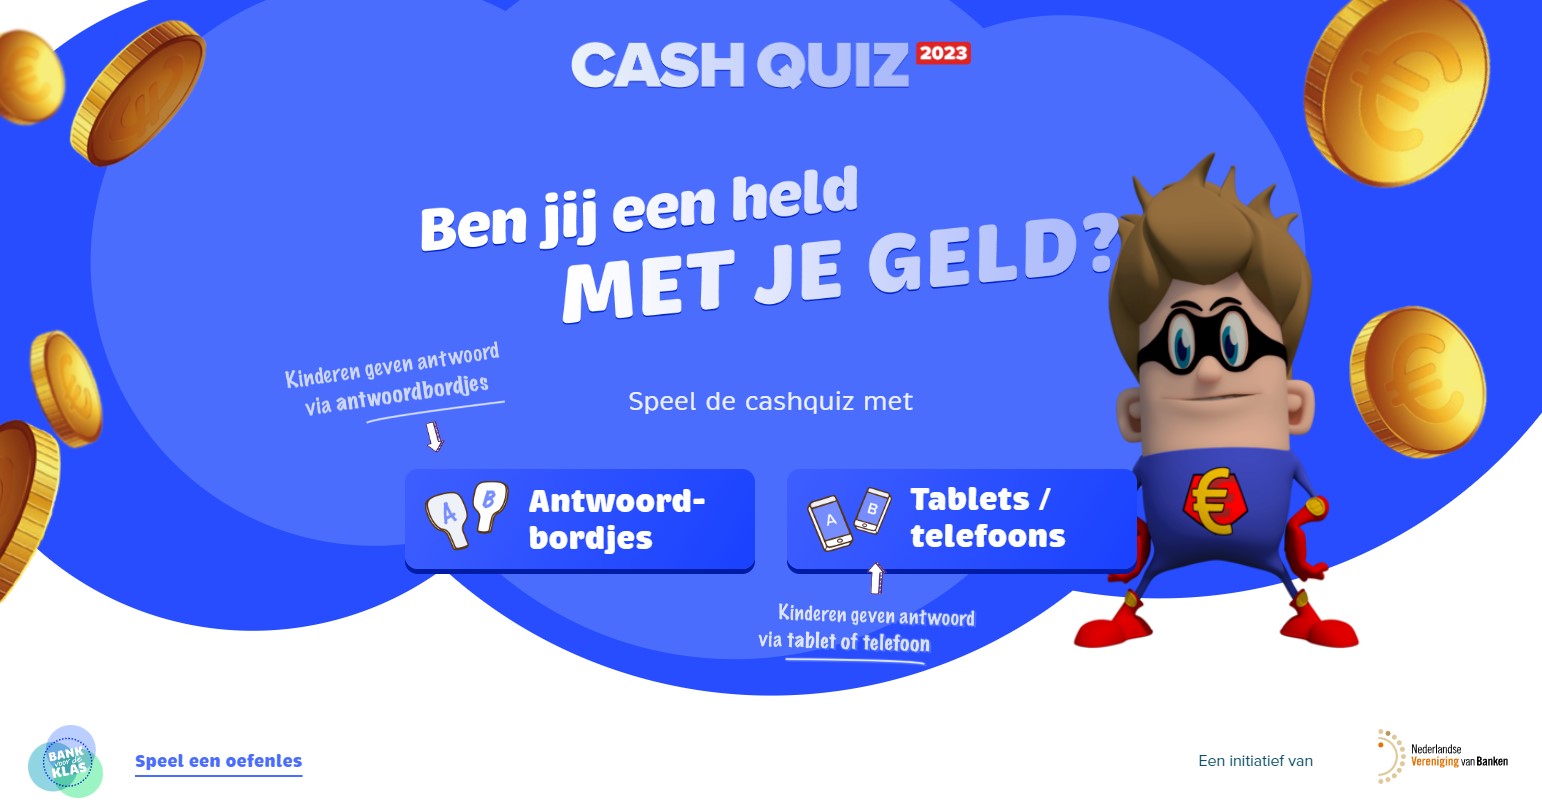 CASH QUIZ 2023
Ben jij een held
MET JE GELD?
Kinderen geven antwoord
via antwoordbordjes
Speel de cashquiz met
A B
Antwoord-
bordjes
A B
Tablets /
telefoons
Kinderen geven antwoord
via tablet of telefoon
BANK
voor de
KLAS
Speel een oefenles
Een initiatief van
Nederlandse
Vereniging van Banken